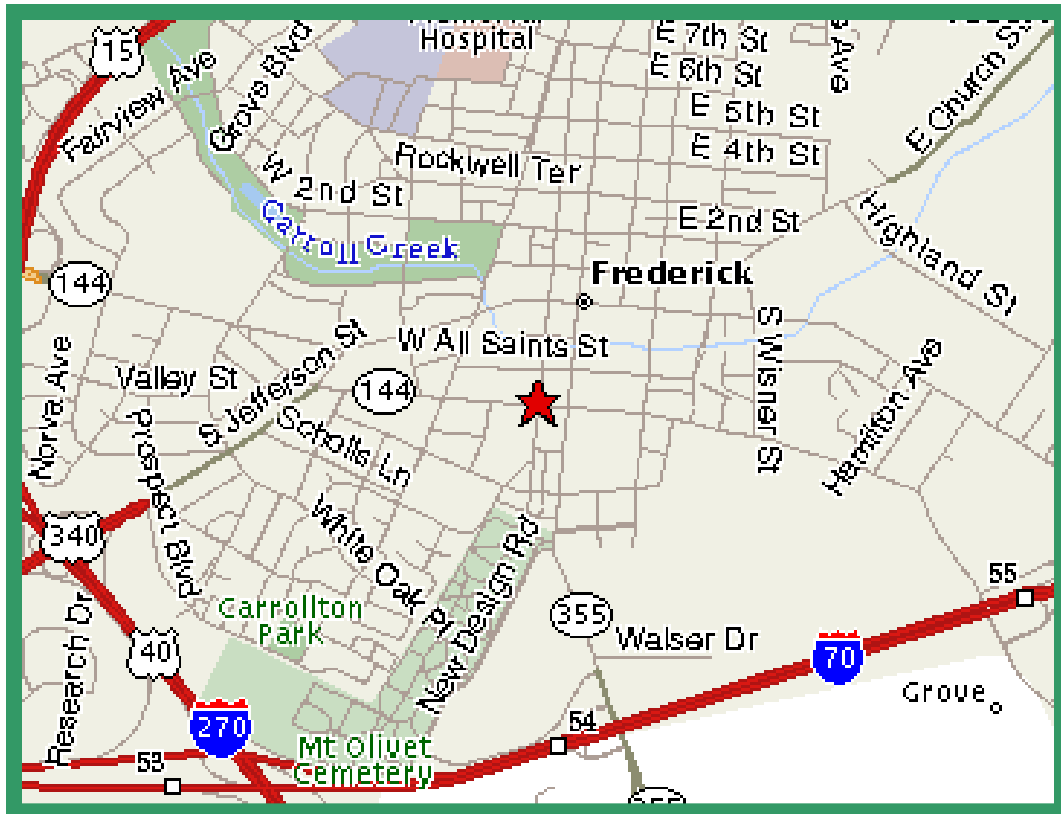 Memorial
Hospital
E 7th St
E 6th St
E 5th St
E 4th St
E Church St
15
Fairview Ave
Grove Blvd
Rockwell Ter
W 2nd St
E 2nd St
Highland St
Carroll Creek
144
Frederick
W All Saints St
S Wisner St
Hamilton Ave
Norva Ave
Valley St
S Jefferson St
144
Scholls Ln
Prospect Blvd
340
White Oak Pl
New Design Rd
55
Carrollton
Park
355
Walser Dr
70
Research Dr
40
Grove
270
54
Mt Olivet
Cemetery
53
355